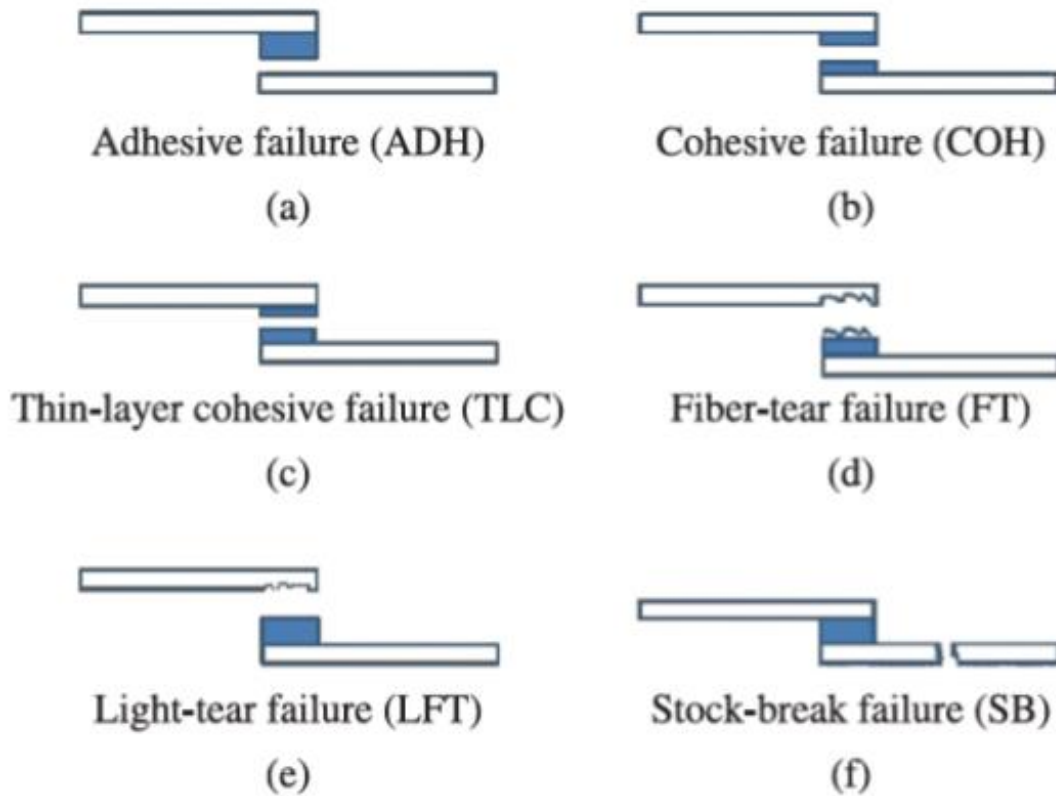 Adhesive failure (ADH)
Cohesive failure (COH)
(a)
(b)
Thin-layer cohesive failure (TLC)
Fiber-tear failure (FT)
(c)
(d)
Light-tear failure (LFT)
Stock-break failure (SB)
(e)
(f)